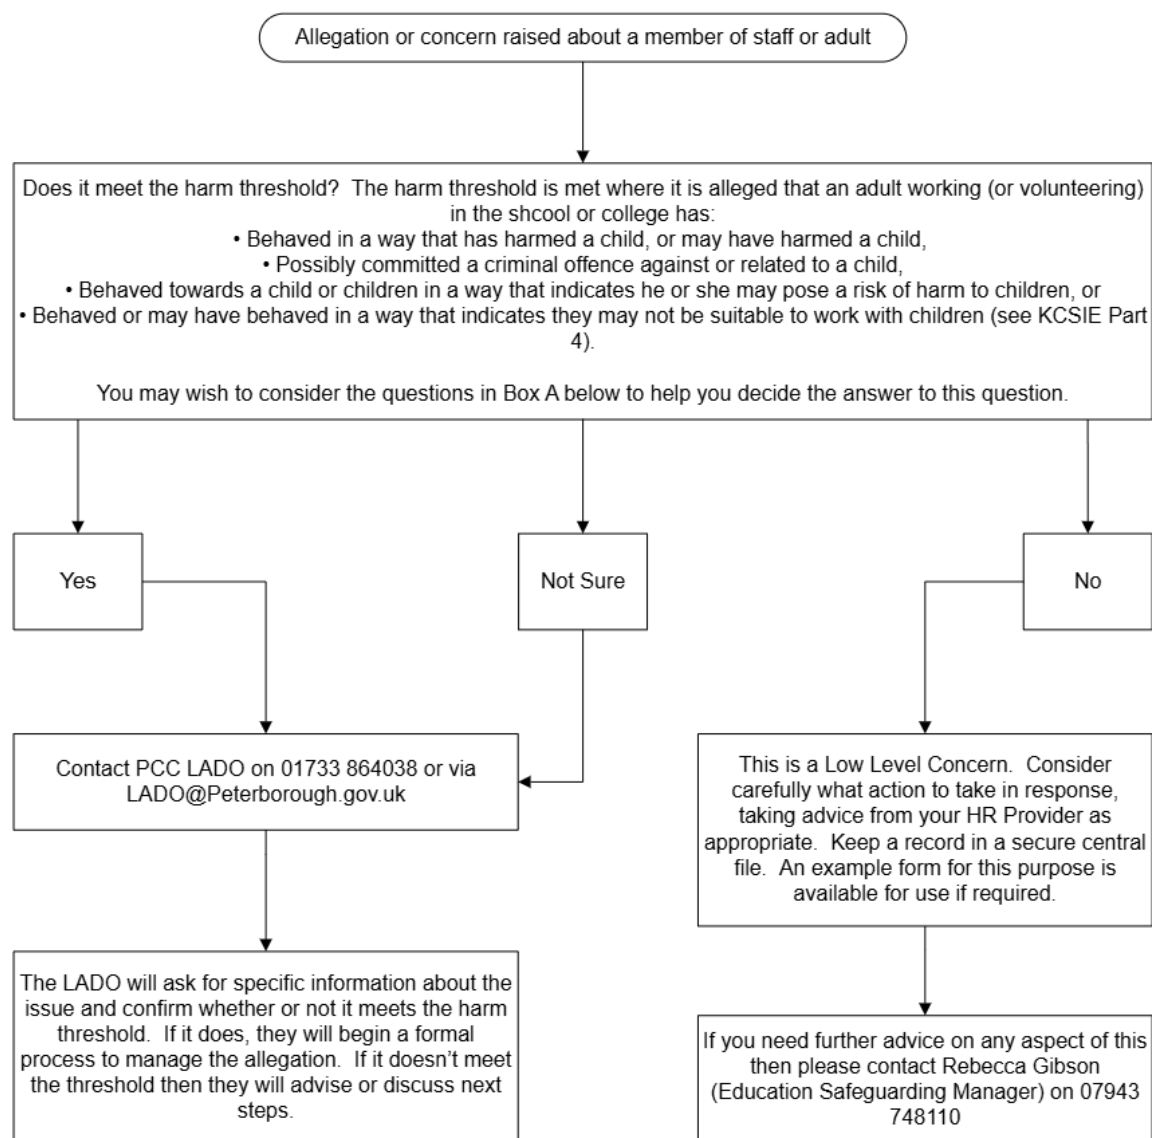 Allegation or concern raised about a member of staff or adult
Does it meet the harm threshold?  The harm threshold is met where it is alleged that an adult working (or volunteering)
in the shcool or college has:
• Behaved in a way that has harmed a child, or may have harmed a child,
• Possibly committed a criminal offence against or related to a child,
• Behaved towards a child or children in a way that indicates he or she may pose a risk of harm to children, or
• Behaved or may have behaved in a way that indicates they may not be suitable to work with children (see KCSIE Part
4).
You may wish to consider the questions in Box A below to help you decide the answer to this question.
Yes
Not Sure
No
Contact PCC LADO on 01733 864038 or via
LADO@Peterborough.gov.uk
This is a Low Level Concern.  Consider
carefully what action to take in response,
taking advice from your HR Provider as
appropriate.  Keep a record in a secure central
file.  An example form for this purpose is
available for use if required.
The LADO will ask for specific information about the
issue and confirm whether or not it meets the harm
threshold.  If it does, they will begin a formal
process to manage the allegation.  If it doesn’t meet
the threshold then they will advise or discuss next
steps.
If you need further advice on any aspect of this
then please contact Rebecca Gibson
(Education Safeguarding Manager) on 07943
748110